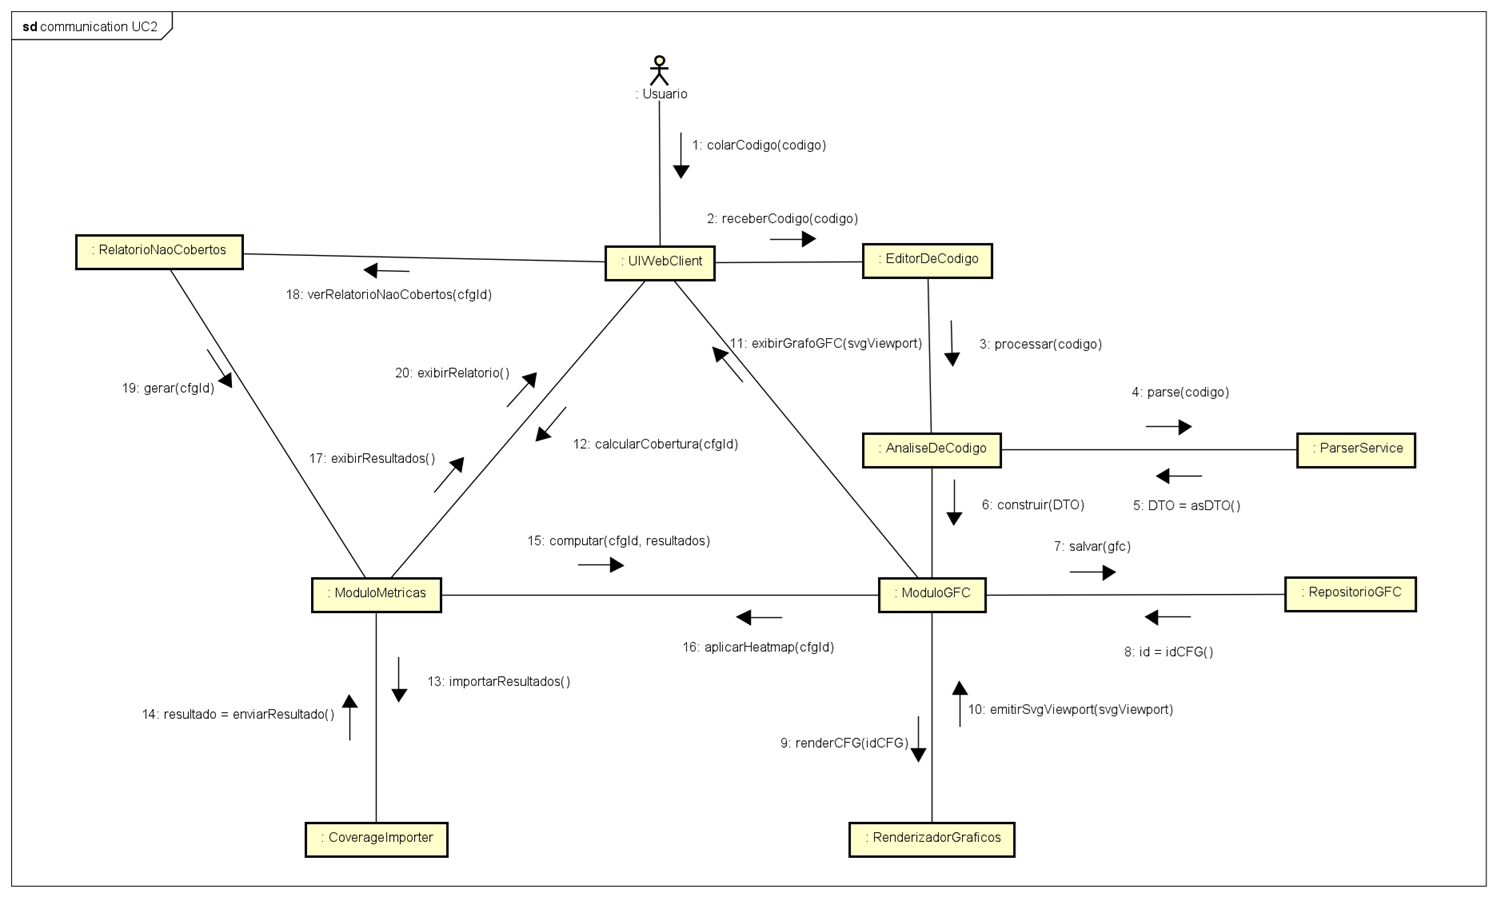 sd communication UC2
: Usuario
1: colarCodigo(codigo)
2: receberCodigo(codigo)
: RelatorioNaoCobertos
: UIWebClient
: EditorDeCodigo
18: verRelatorioNaoCobertos(cfgId)
11: exibirGrafoGFC(svgViewport)
3: processar(codigo)
20: exibirRelatorio()
19: gerar(cfgId)
4: parse(codigo)
12: calcularCobertura(cfgId)
17: exibirResultados()
: AnaliseDeCodigo
: ParserService
6: construir(DTO)
5: DTO = asDTO()
15: computar(cfgId, resultados)
7: salvar(gfc)
: ModuloMetricas
: ModuloGFC
: RepositorioGFC
16: aplicarHeatmap(cfgId)
8: id = idCFG()
13: importarResultados()
14: resultado = enviarResultado()
10: emitirSvgViewport(svgViewport)
9: renderCFG(idCFG)
: CoverageImporter
: RenderizadorGraficos